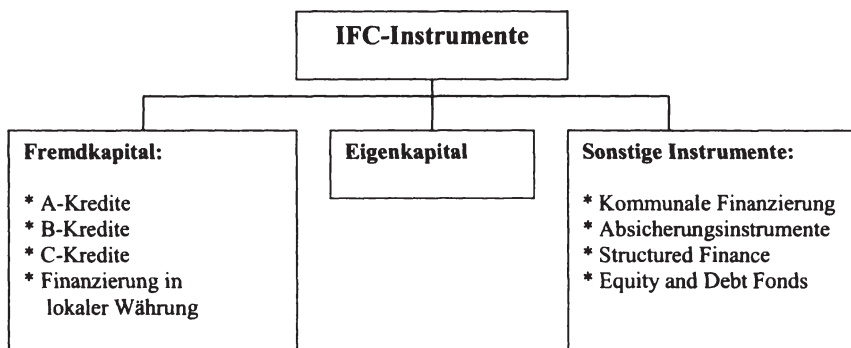 IFC-Instrumente
Fremdkapital:
* A-Kredite
* B-Kredite
* C-Kredite
* Finanzierung in
lokaler Währung
Eigenkapital
Sonstige Instrumente:
* Kommunale Finanzierung
* Absicherungsinstrumente
* Structured Finance
* Equity and Debt Fonds